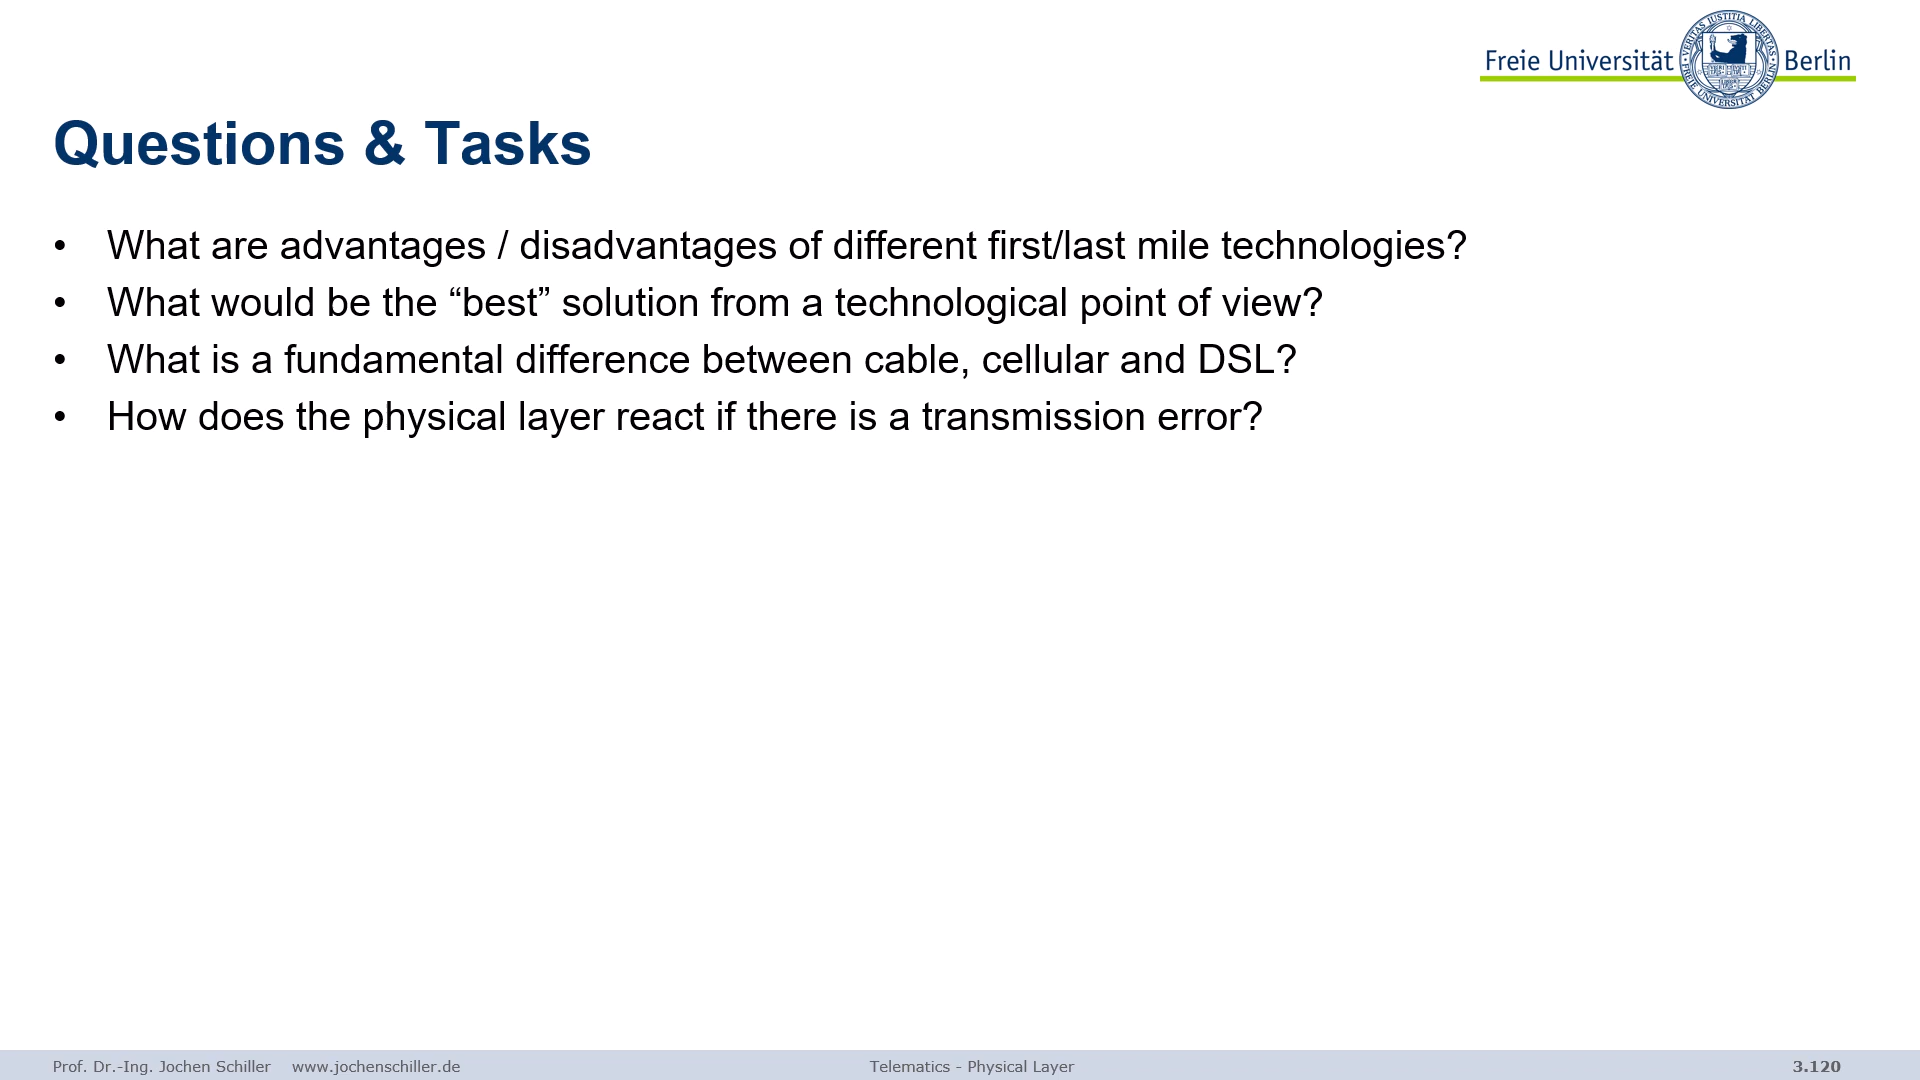 Freie Universität Berlin
Questions & Tasks
• What are advantages / disadvantages of different first/last mile technologies?
• What would be the “best” solution from a technological point of view?
• What is a fundamental difference between cable, cellular and DSL?
• How does the physical layer react if there is a transmission error?
Prof. Dr.-Ing. Jochen Schiller www.jochenschiller.de Telematics - Physical Layer 3.120